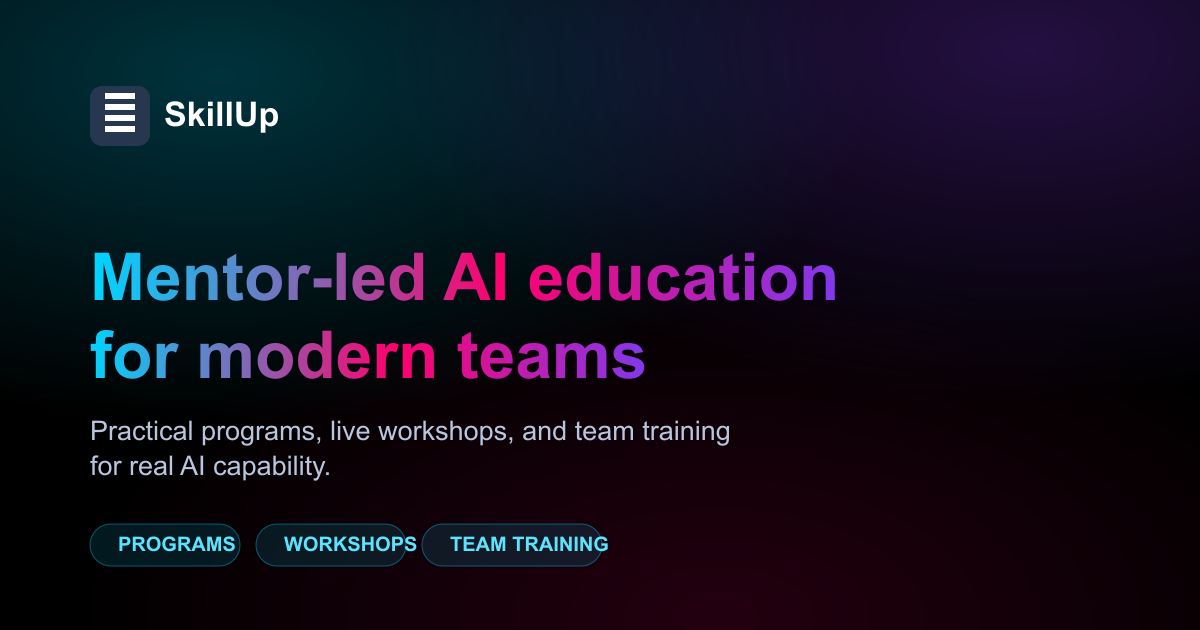 SkillUp
Mentor-led AI education
for modern teams
Practical programs, live workshops, and team training
for real AI capability.
PROGRAMS WORKSHOPS TEAM TRAINING